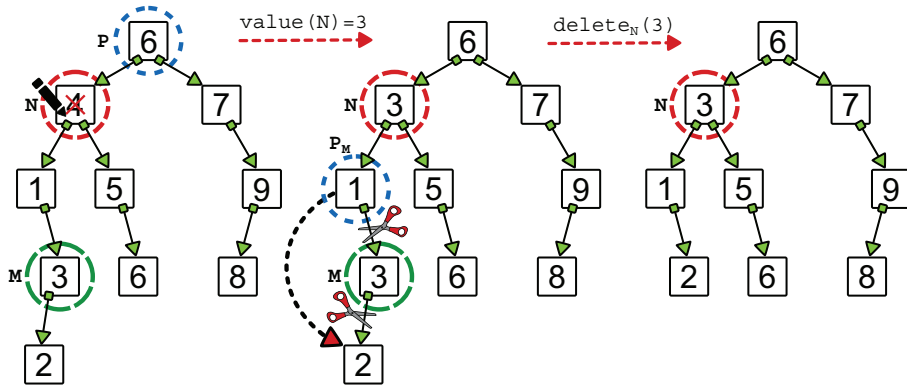 value(N)=3
delete_N(3)
P 6 6 6
N 4 7 N 3 7 N 3 7
P_M
1 5 9 1 5 9 1 5 9
M 3 6 8 M 3 6 8 2 6 8
2 2